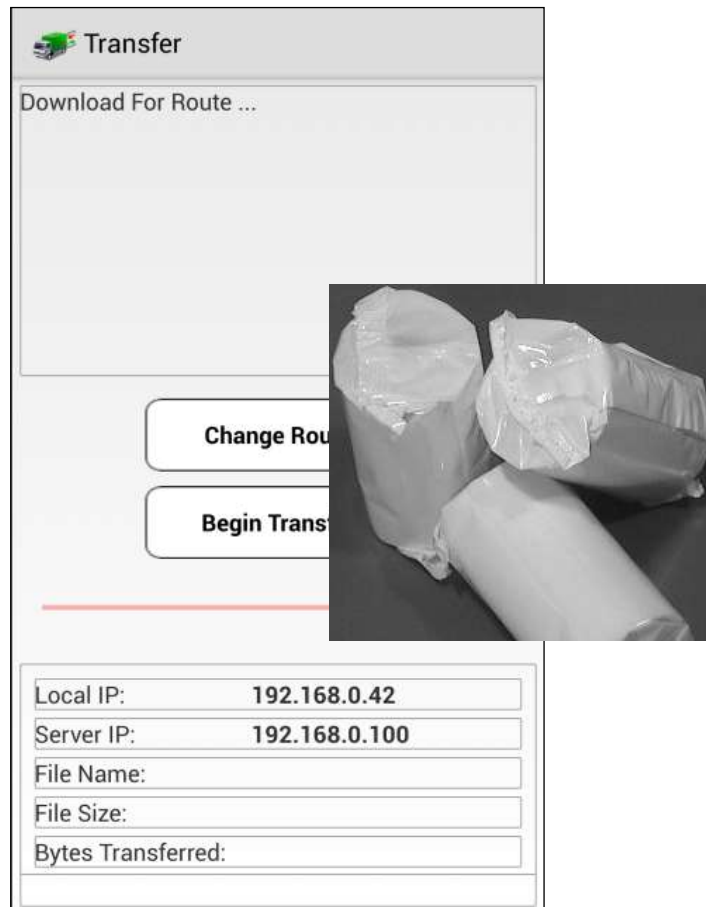 Transfer
Download For Route ...
Change Rou
Begin Trans
Local IP: 192.168.0.42
Server IP: 192.168.0.100
File Name:
File Size:
Bytes Transferred: